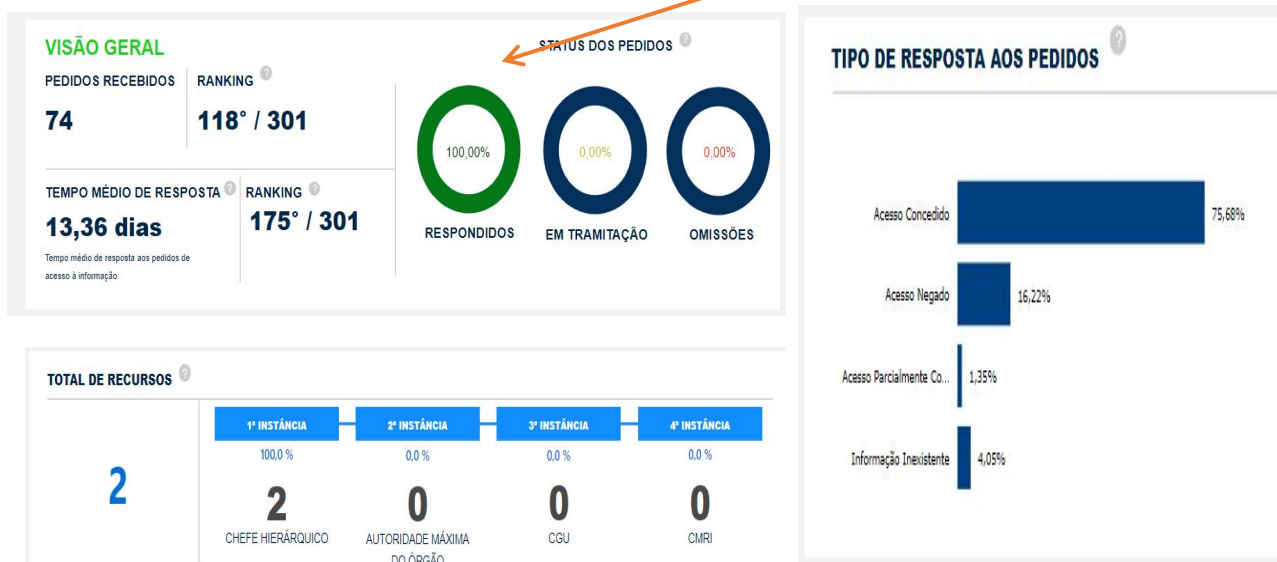 VISÃO GERAL
PEDIDOS RECEBIDOS
74
RANKING ?
118° / 301
TEMPO MÉDIO DE RESPOSTA ?
13,36 dias
Tempo médio de resposta aos pedidos de
acesso à informação.
RANKING ?
175° / 301
STATUS DOS PEDIDOS ?
100,00%
RESPONDIDOS
0,00%
EM TRAMITAÇÃO
0,00%
OMISSÕES
TOTAL DE RECURSOS ?
2
1ª INSTÂNCIA
100,0 %
2
CHEFE HIERÁRQUICO
2ª INSTÂNCIA
0,0 %
0
AUTORIDADE MÁXIMA
DO ÓRGÃO
3ª INSTÂNCIA
0,0 %
0
CGU
4ª INSTÂNCIA
0,0 %
0
CMRI
TIPO DE RESPOSTA AOS PEDIDOS ?
Acesso Concedido 75,68%
Acesso Negado 16,22%
Acesso Parcialmente Co... 1,35%
Informação Inexistente 4,05%